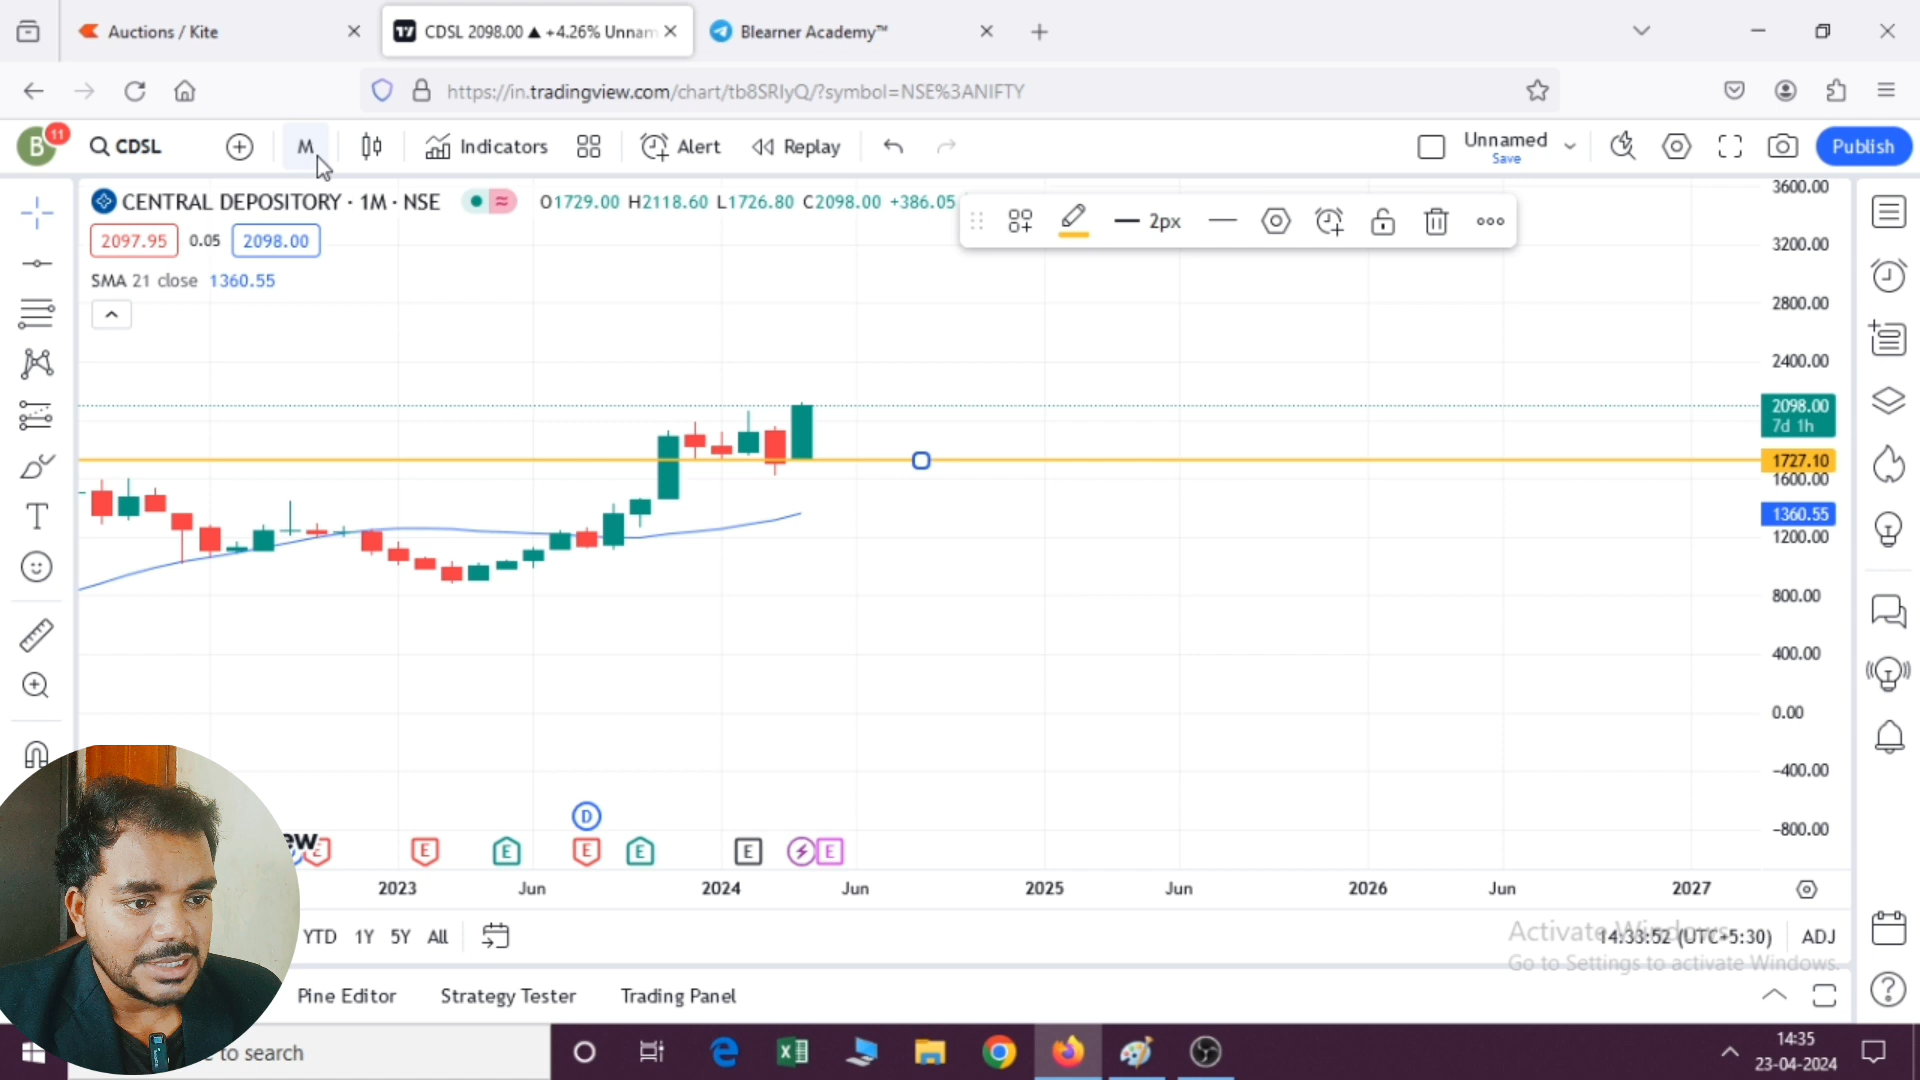 Auctions / Kite
CDSL 2098.00 ▲ +4.26% Unnam
Blearner Academy™
https://in.tradingview.com/chart/tb8SRIyQ/?symbol=NSE%3ANIFTY
B
11
CDSL
M
Indicators
Alert
Replay
Unnamed
Save
Publish
CENTRAL DEPOSITORY · 1M · NSE
O1729.00 H2118.60 L1726.80 C2098.00 +386.05
2px
2097.95
0.05
2098.00
SMA 21 close 1360.55
3600.00
3200.00
2800.00
2400.00
2098.00
7d 1h
1727.10
1600.00
1360.55
1200.00
800.00
400.00
0.00
−400.00
−800.00
D
E
E
E
E
E
E
E
ew
2023
Jun
2024
Jun
2025
Jun
2026
Jun
2027
YTD
1Y
5Y
All
14:33:52 (UTC+5:30)
ADJ
Activate Windows
Go to Settings to activate Windows.
Pine Editor
Strategy Tester
Trading Panel
to search
14:35
23-04-2024